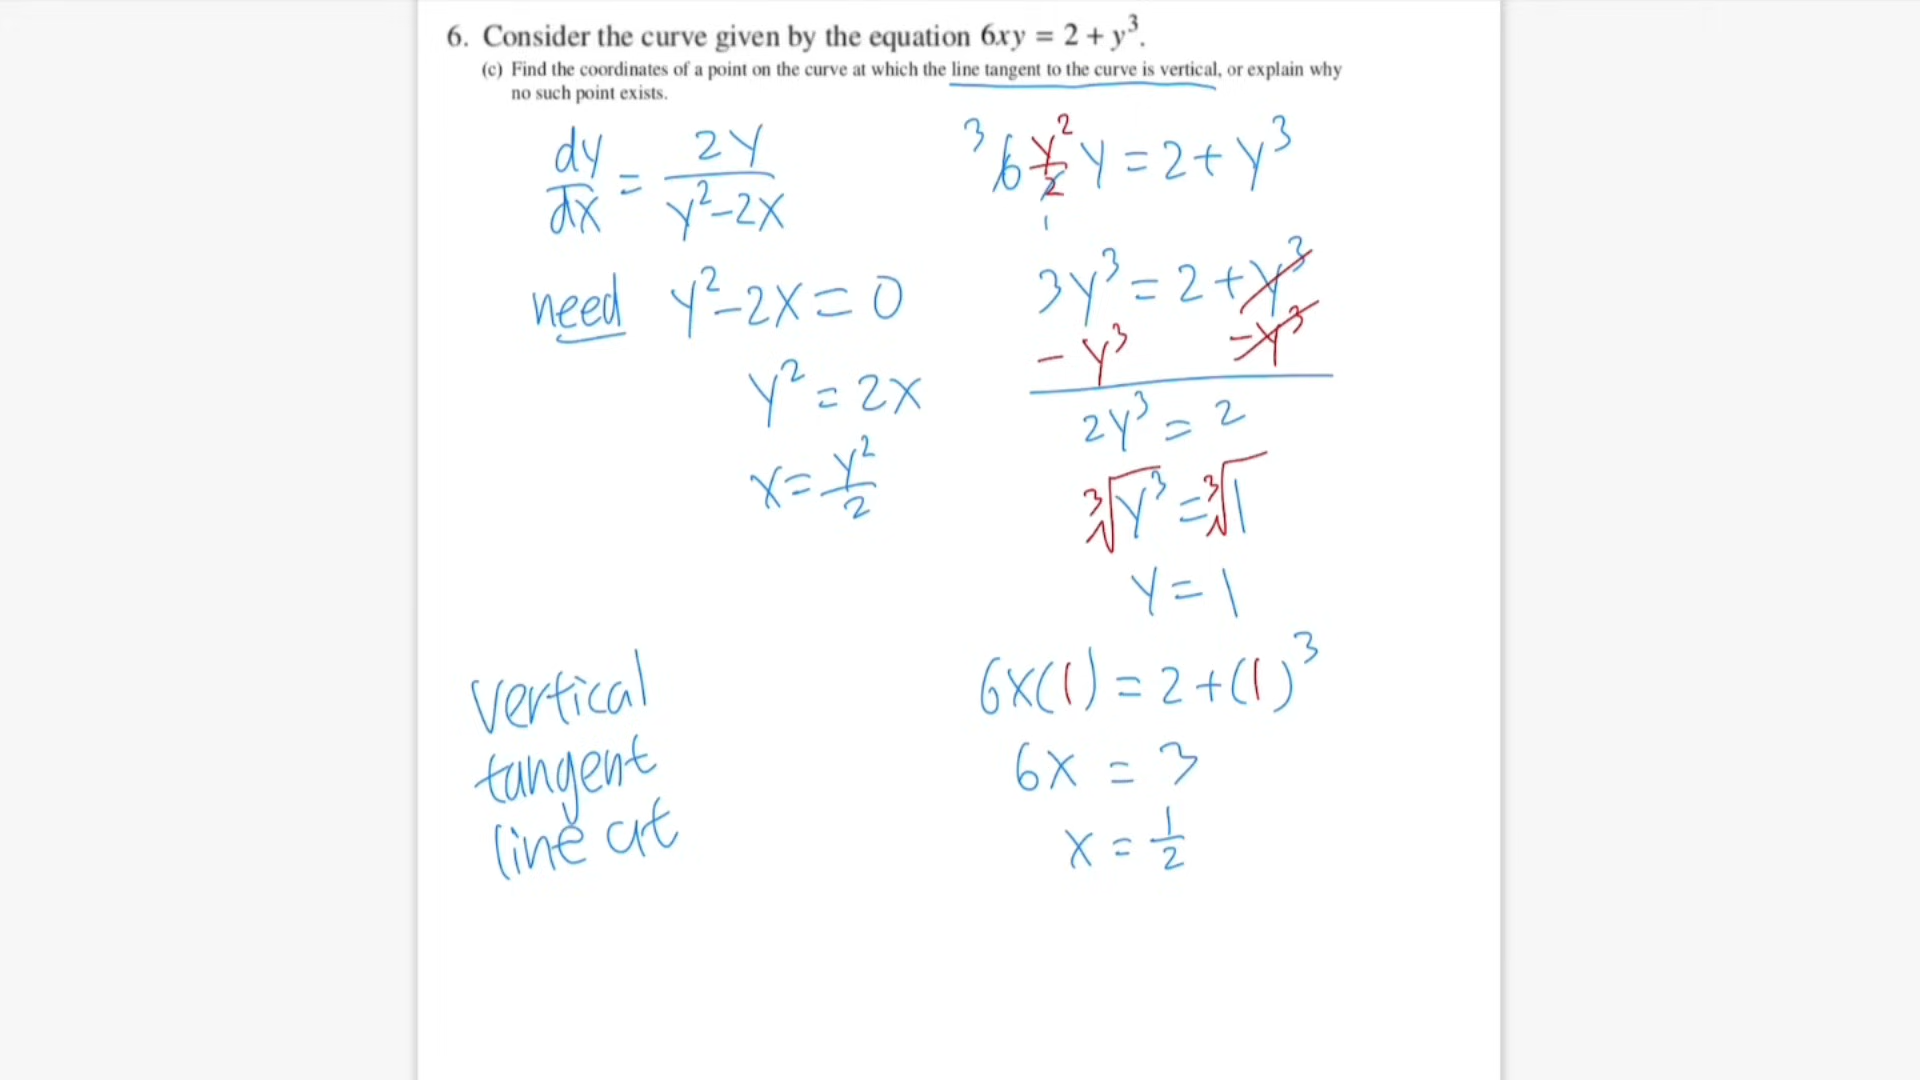 6. Consider the curve given by the equation 6xy = 2 + y³.
(c) Find the coordinates of a point on the curve at which the line tangent to the curve is vertical, or explain why
no such point exists.
dy/dx = 2y/(y²-2x)
need y²-2x=0
y² = 2x
x = y²/2
vertical
tangent
line at
3 6 y²/2 y = 2 + y³
1
3y³ = 2 + y³
- y³ - y³
2y³ = 2
∛y³ = ∛1
y = 1
6x(1) = 2+(1)³
6x = 3
x = 1/2